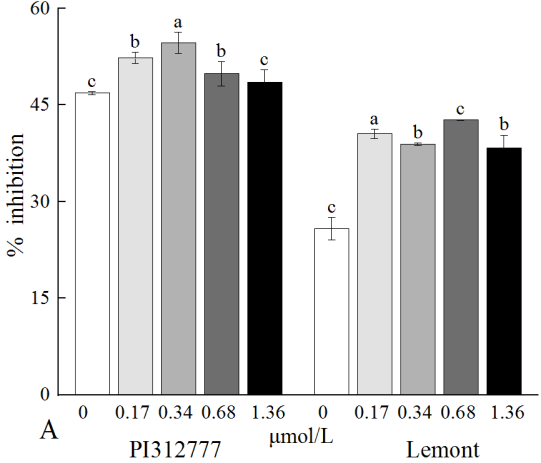 60
45
30
15
0
% inhibition
c b a b c
a b c b
c
0 0.17 0.34 0.68 1.36 0 0.17 0.34 0.68 1.36
μmol/L
A PI312777 Lemont